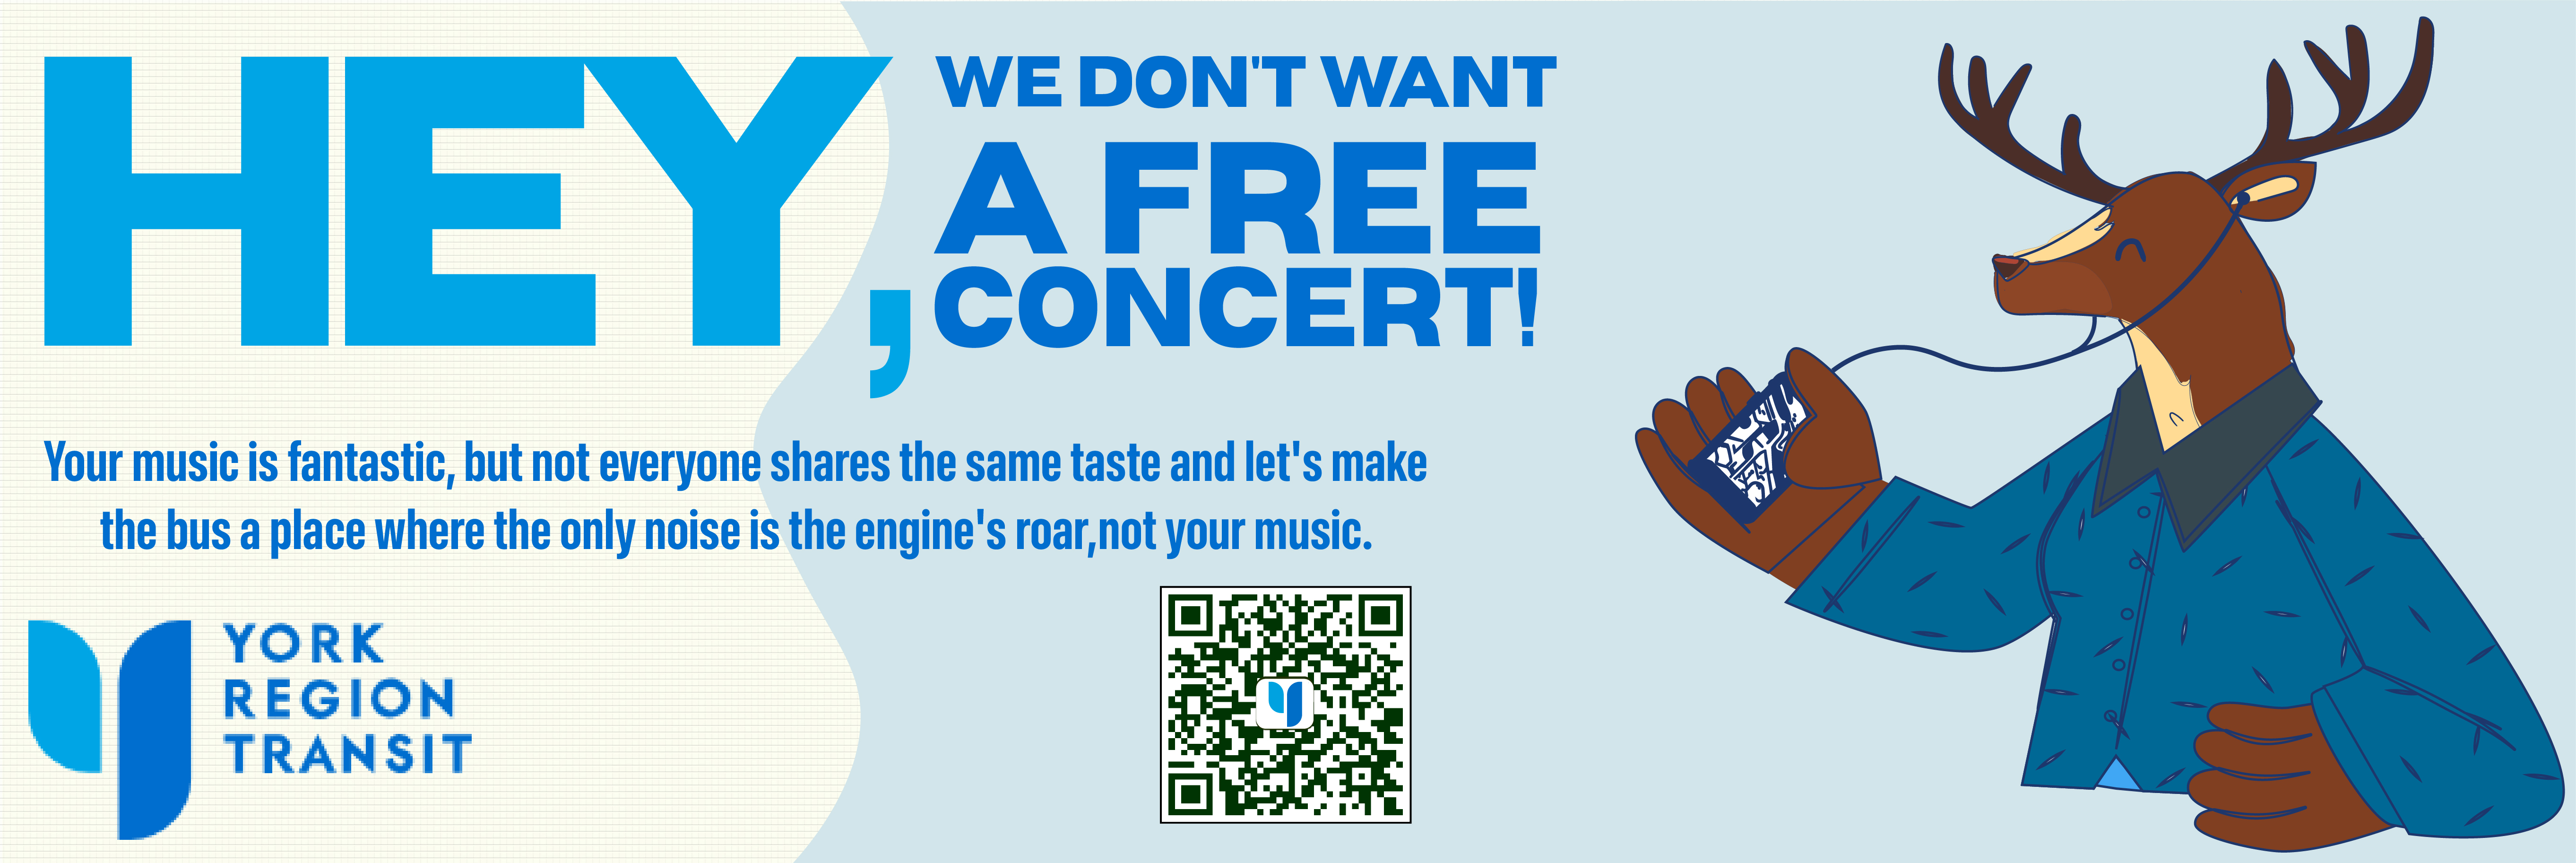 HEY,
WE DON'T WANT
A FREE
CONCERT!
Your music is fantastic, but not everyone shares the same taste and let's make
the bus a place where the only noise is the engine's roar,not your music.
YORK
REGION
TRANSIT